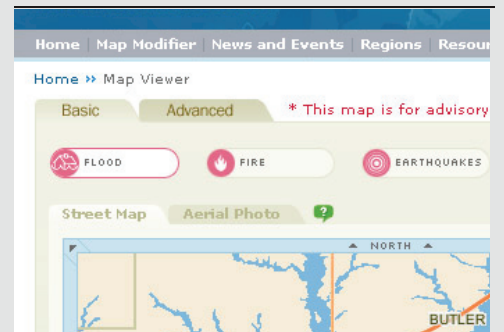 Home | Map Modifier | News and Events | Regions | Resour
Home » Map Viewer
Basic Advanced * This map is for advisory
FLOOD FIRE EARTHQUAKES
Street Map Aerial Photo ?
NORTH
BUTLER